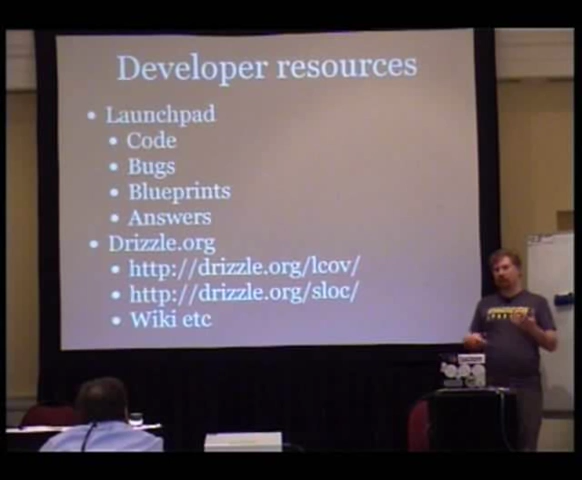 Developer resources
• Launchpad
• Code
• Bugs
• Blueprints
• Answers
• Drizzle.org
• http://drizzle.org/lcov/
• http://drizzle.org/sloc/
• Wiki etc